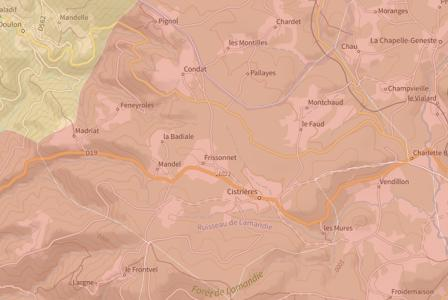 Mandelle
Doulon
D582
Pignol
Chardet
Moranges
les Montilles
Chau
La Chapelle-Geneste
Condat
Pallayes
Champvieille
le Vialard
Feneyroles
Montchaud
Madriat
la Badiale
le Faud
D19
Mandel
Frissonnet
Charlotte
Cistrières
Vendillon
Ruisseau de Lamandie
les Mures
Largne
le Frontvel
Forêt de Lamandie
Froidemaison